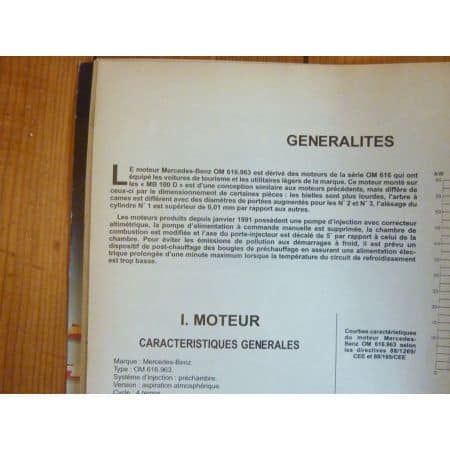 GENERALITES
LE moteur Mercedes-Benz OM 616.963 est dérivé des moteurs de la série OM 616 qui ont
équipé les voitures de tourisme et les utilitaires légers de la marque. Ce moteur monté sur
les « MB 100 D » est d'une conception similaire aux moteurs précédents, mais diffère de
ceux-ci par le dimensionnement de certaines pièces : les bielles sont plus lourdes, l'arbre à
cames est différent avec des diamètres de portées augmentés pour les N° 2 et N° 3, l'alésage du
cylindre N° 1 est supérieur de 0,01 mm par rapport aux autres.
Les moteurs produits depuis janvier 1991 possèdent une pompe d'injection avec correcteur
altimétrique, la pompe d'alimentation à commande manuelle est supprimée, la chambre de
combustion est modifiée et l'axe du porte-injecteur est décalé de 5° par rapport à celui de la
chambre. Pour éviter les émissions de pollution aux démarrages à froid, il est prévu un
dispositif de post-chauffage des bougies de préchauffage en assurant une alimentation élec-
trique prolongée d'une minute maximum lorsque la température du circuit de refroidissement
est trop basse.
I. MOTEUR
CARACTERISTIQUES GENERALES
Marque : Mercedes-Benz.
Type : OM 616.963.
Système d'injection : préchambre.
Version : aspiration atmosphérique.
Cycle : 4 temps.
Courbes caractéristiques
du moteur Mercedes-
Benz OM 616.963 selon
les directives 88/1269/
CEE et 88/195/CEE
kW